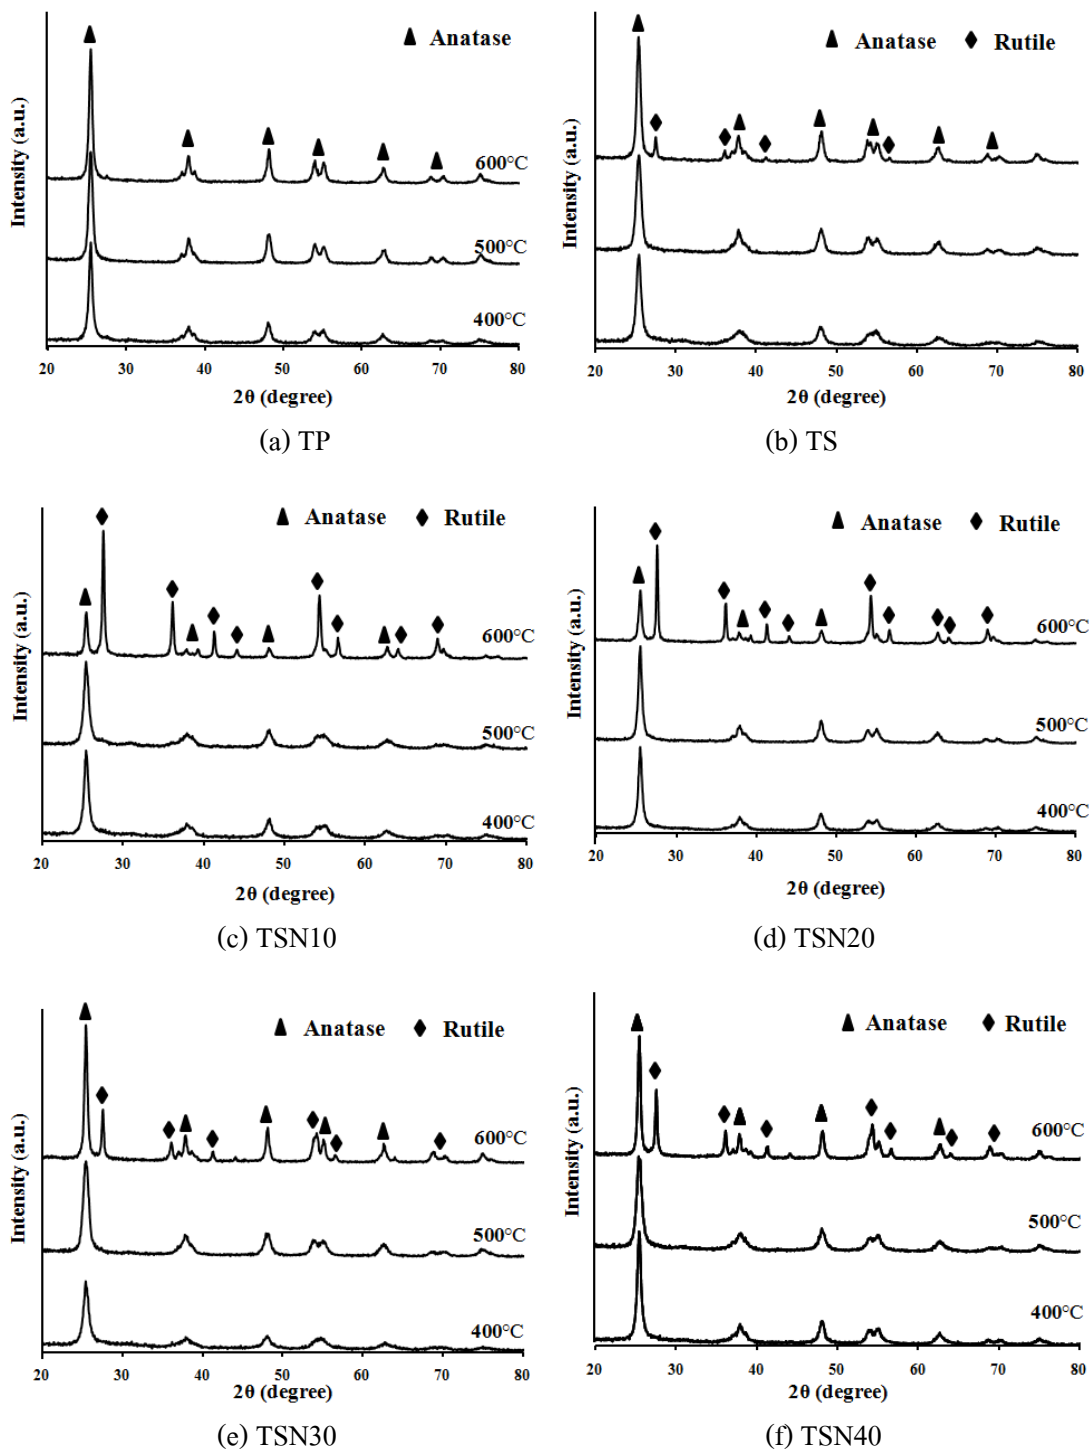 ▲ Anatase
600°C
500°C
400°C
Intensity (a.u.)
20 30 40 50 60 70 80
2θ (degree)
(a) TP
▲ Anatase ◆ Rutile
Intensity (a.u.)
20 30 40 50 60 70 80
2θ (degree)
(b) TS
▲ Anatase ◆ Rutile
600°C
500°C
400°C
Intensity (a.u.)
20 30 40 50 60 70 80
2θ (degree)
(c) TSN10
▲ Anatase ◆ Rutile
600°C
500°C
400°C
Intensity (a.u.)
20 30 40 50 60 70 80
2θ (degree)
(d) TSN20
▲ Anatase ◆ Rutile
600°C
500°C
400°C
Intensity (a.u.)
20 30 40 50 60 70 80
2θ (degree)
(e) TSN30
▲ Anatase ◆ Rutile
600°C
500°C
400°C
Intensity (a.u.)
20 30 40 50 60 70 80
2θ (degree)
(f) TSN40